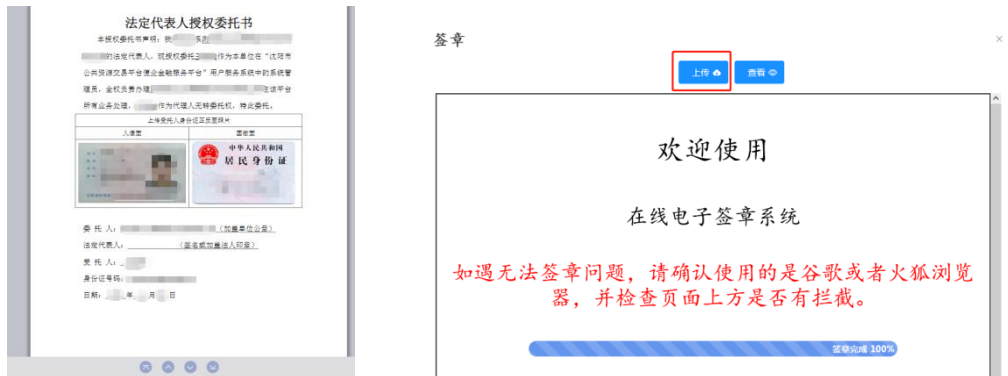 法定代表人授权委托书
本授权委托书声明：我 系
的法定代表人，现授权委托 作为本单位在“沈阳市
公共资源交易平台便企金融服务平台”用户服务系统中的系统管
理员，全权负责办理 在该平台
所有业务处理， 作为代理人无转委托权，特此委托。
上传受托人身份证正反面照片
人像面 国徽面
中华人民共和国
居民身份证
委 托 人： （加盖单位公章）
法定代表人： （签名或加盖法人印章）
受 托 人：
身份证号码：
日期： 年 月 日
签章
×
上传 查看
欢迎使用
在线电子签章系统
如遇无法签章问题，请确认使用的是谷歌或者火狐浏览
器，并检查页面上方是否有拦截。
签章完成 100%